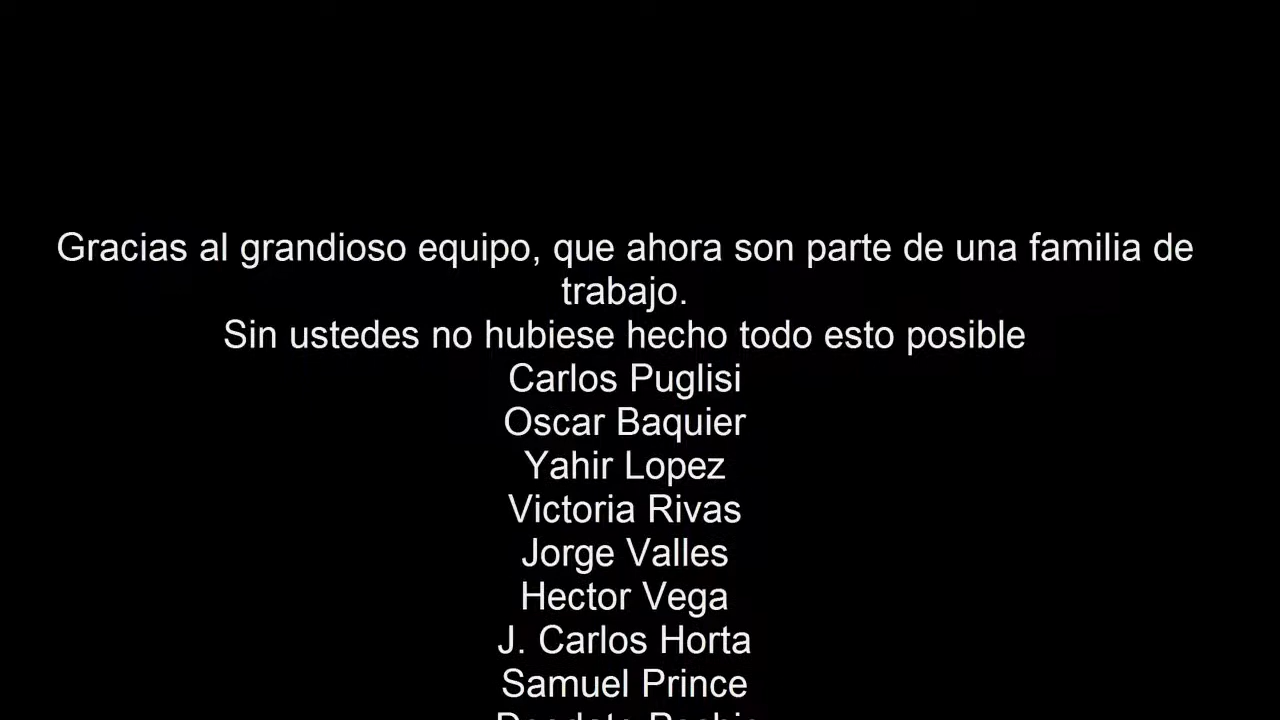 Gracias al grandioso equipo, que ahora son parte de una familia de
trabajo.
Sin ustedes no hubiese hecho todo esto posible
Carlos Puglisi
Oscar Baquier
Yahir Lopez
Victoria Rivas
Jorge Valles
Hector Vega
J. Carlos Horta
Samuel Prince